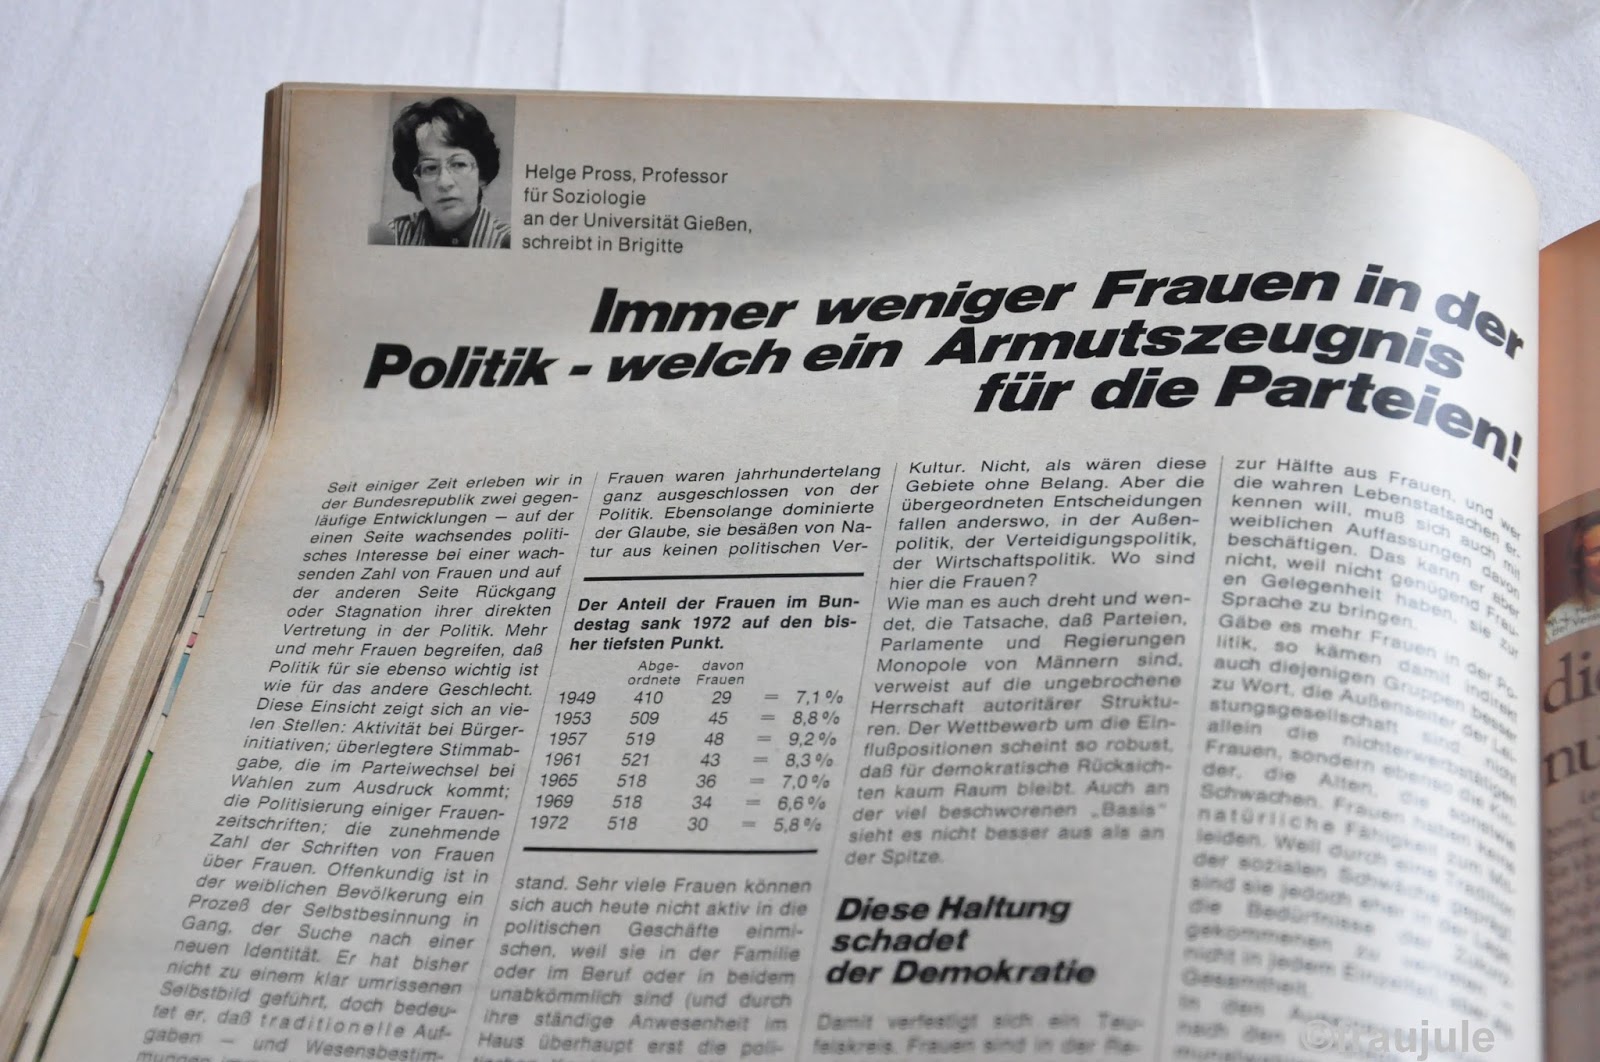 Helge Pross, Professor
für Soziologie
an der Universität Gießen,
schreibt in Brigitte
Immer weniger Frauen in der
Politik - welch ein Armutszeugnis
für die Parteien!
Seit einiger Zeit erleben wir in
der Bundesrepublik zwei gegen-
läufige Entwicklungen – auf der
einen Seite wachsendes politi-
sches Interesse bei einer wach-
senden Zahl von Frauen und auf
der anderen Seite Rückgang
oder Stagnation ihrer direkten
Vertretung in der Politik. Mehr
und mehr Frauen begreifen, daß
Politik für sie ebenso wichtig ist
wie für das andere Geschlecht.
Diese Einsicht zeigt sich an vie-
len Stellen: Aktivität bei Bürger-
initiativen; überlegtere Stimmab-
gabe, die im Parteiwechsel bei
Wahlen zum Ausdruck kommt;
die Politisierung einiger Frauen-
zeitschriften; die zunehmende
Zahl der Schriften von Frauen
über Frauen. Offenkundig ist in
der weiblichen Bevölkerung ein
Prozeß der Selbstbesinnung in
Gang, der Suche nach einer
neuen Identität. Er hat bisher
nicht zu einem klar umrissenen
Selbstbild geführt, doch bedeu-
tet er, daß traditionelle Auf-
gaben – und Wesensbestim-
Frauen waren jahrhundertelang
ganz ausgeschlossen von der
Politik. Ebensolange dominierte
der Glaube, sie besäßen von Na-
tur aus keinen politischen Ver-
Der Anteil der Frauen im Bun-
destag sank 1972 auf den bis-
her tiefsten Punkt.
Abge- davon
ordnete Frauen
1949 410 29 = 7,1 %
1953 509 45 = 8,8 %
1957 519 48 = 9,2 %
1961 521 43 = 8,3 %
1965 518 36 = 7,0 %
1969 518 34 = 6,6 %
1972 518 30 = 5,8 %
stand. Sehr viele Frauen können
sich auch heute nicht aktiv in die
politischen Geschäfte einmi-
schen, weil sie in der Familie
oder im Beruf oder in beidem
unabkömmlich sind (und durch
ihre ständige Anwesenheit im
Haus überhaupt erst die poli-
Kultur. Nicht, als wären diese
Gebiete ohne Belang. Aber die
übergeordneten Entscheidungen
fallen anderswo, in der Außen-
politik, der Verteidigungspolitik,
der Wirtschaftspolitik. Wo sind
hier die Frauen?
Wie man es auch dreht und wen-
det, die Tatsache, daß Parteien,
Parlamente und Regierungen
Monopole von Männern sind,
verweist auf die ungebrochene
Herrschaft autoritärer Struktu-
ren. Der Wettbewerb um die Ein-
flußpositionen scheint so robust,
daß für demokratische Rücksich-
ten kaum Raum bleibt. Auch an
der viel beschworenen „Basis“
sieht es nicht besser aus als an
der Spitze.
Diese Haltung
schadet
der Demokratie
Damit verfestigt sich ein Teu-
felskreis. Frauen sind in der
zur Hälfte aus Frauen, und wer
die wahren Lebenstatsachen er-
kennen will, muß sich auch mit
weiblichen Auffassungen davon
beschäftigen. Das kann er aber
nicht, weil nicht genügend Frau-
en Gelegenheit haben, sie zur
Sprache zu bringen.
Gäbe es mehr Frauen in der Po-
litik, so kämen damit indirekt
auch diejenigen Gruppen besser
zu Wort, die Außenseiter der Lei-
stungsgesellschaft sind: nicht
allein die nichterwerbstätigen
Frauen, sondern ebenso die Kin-
der, die Alten, die
Schwachen. Frauen haben keine
natürliche Fähigkeit zum Mit-
leiden. Weil durch eine Tradition
der sozialen Schwäche geprägt,
sind sie jedoch eher in der Lage,
die Bedürfnisse der
nicht in jedem Einzelfall, aber
Gesamtheit.
In den
die
nu
©fraujule